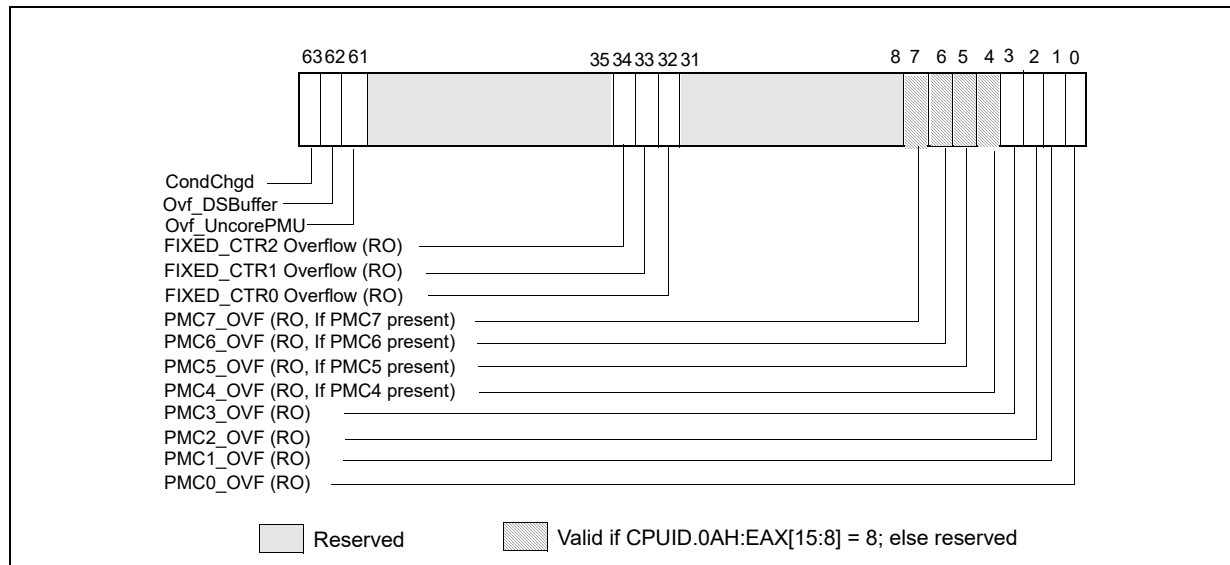 63 62 61 35 34 33 32 31 8 7 6 5 4 3 2 1 0
CondChgd
Ovf_DSBuffer
Ovf_UncorePMU
FIXED_CTR2 Overflow (RO)
FIXED_CTR1 Overflow (RO)
FIXED_CTR0 Overflow (RO)
PMC7_OVF (RO, If PMC7 present)
PMC6_OVF (RO, If PMC6 present)
PMC5_OVF (RO, If PMC5 present)
PMC4_OVF (RO, If PMC4 present)
PMC3_OVF (RO)
PMC2_OVF (RO)
PMC1_OVF (RO)
PMC0_OVF (RO)
Reserved Valid if CPUID.0AH:EAX[15:8] = 8; else reserved